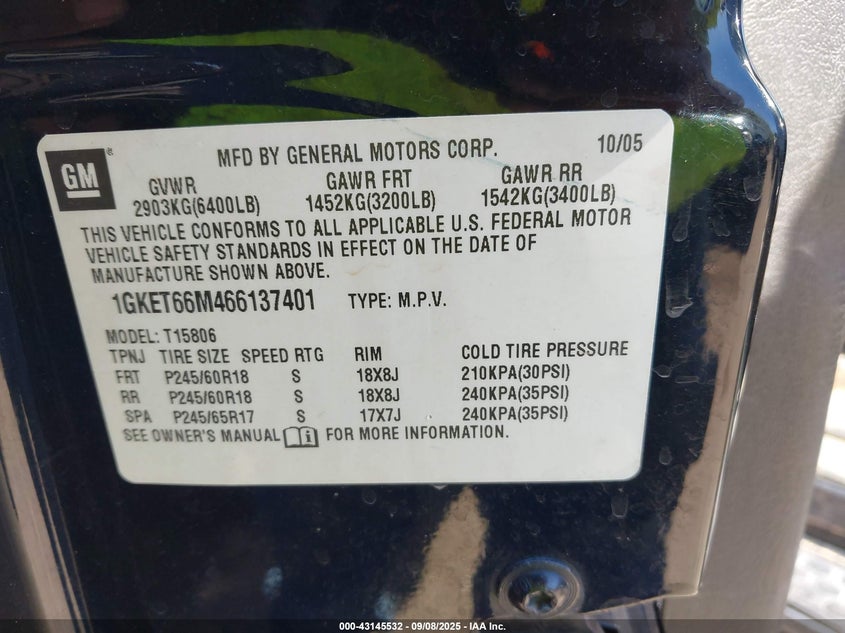 GM
®
MFD BY GENERAL MOTORS CORP. 10/05
GVWR GAWR FRT GAWR RR
2903KG(6400LB) 1452KG(3200LB) 1542KG(3400LB)
THIS VEHICLE CONFORMS TO ALL APPLICABLE U.S. FEDERAL MOTOR
VEHICLE SAFETY STANDARDS IN EFFECT ON THE DATE OF
MANUFACTURE SHOWN ABOVE.
1GKET66M466137401 TYPE: M.P.V.
MODEL: T15806
TPNJ TIRE SIZE SPEED RTG RIM COLD TIRE PRESSURE
FRT P245/60R18 S 18X8J 210KPA(30PSI)
RR P245/60R18 S 18X8J 240KPA(35PSI)
SPA P245/65R17 S 17X7J 240KPA(35PSI)
SEE OWNER'S MANUAL i FOR MORE INFORMATION.
000-43145532 - 09/08/2025 - IAA Inc.